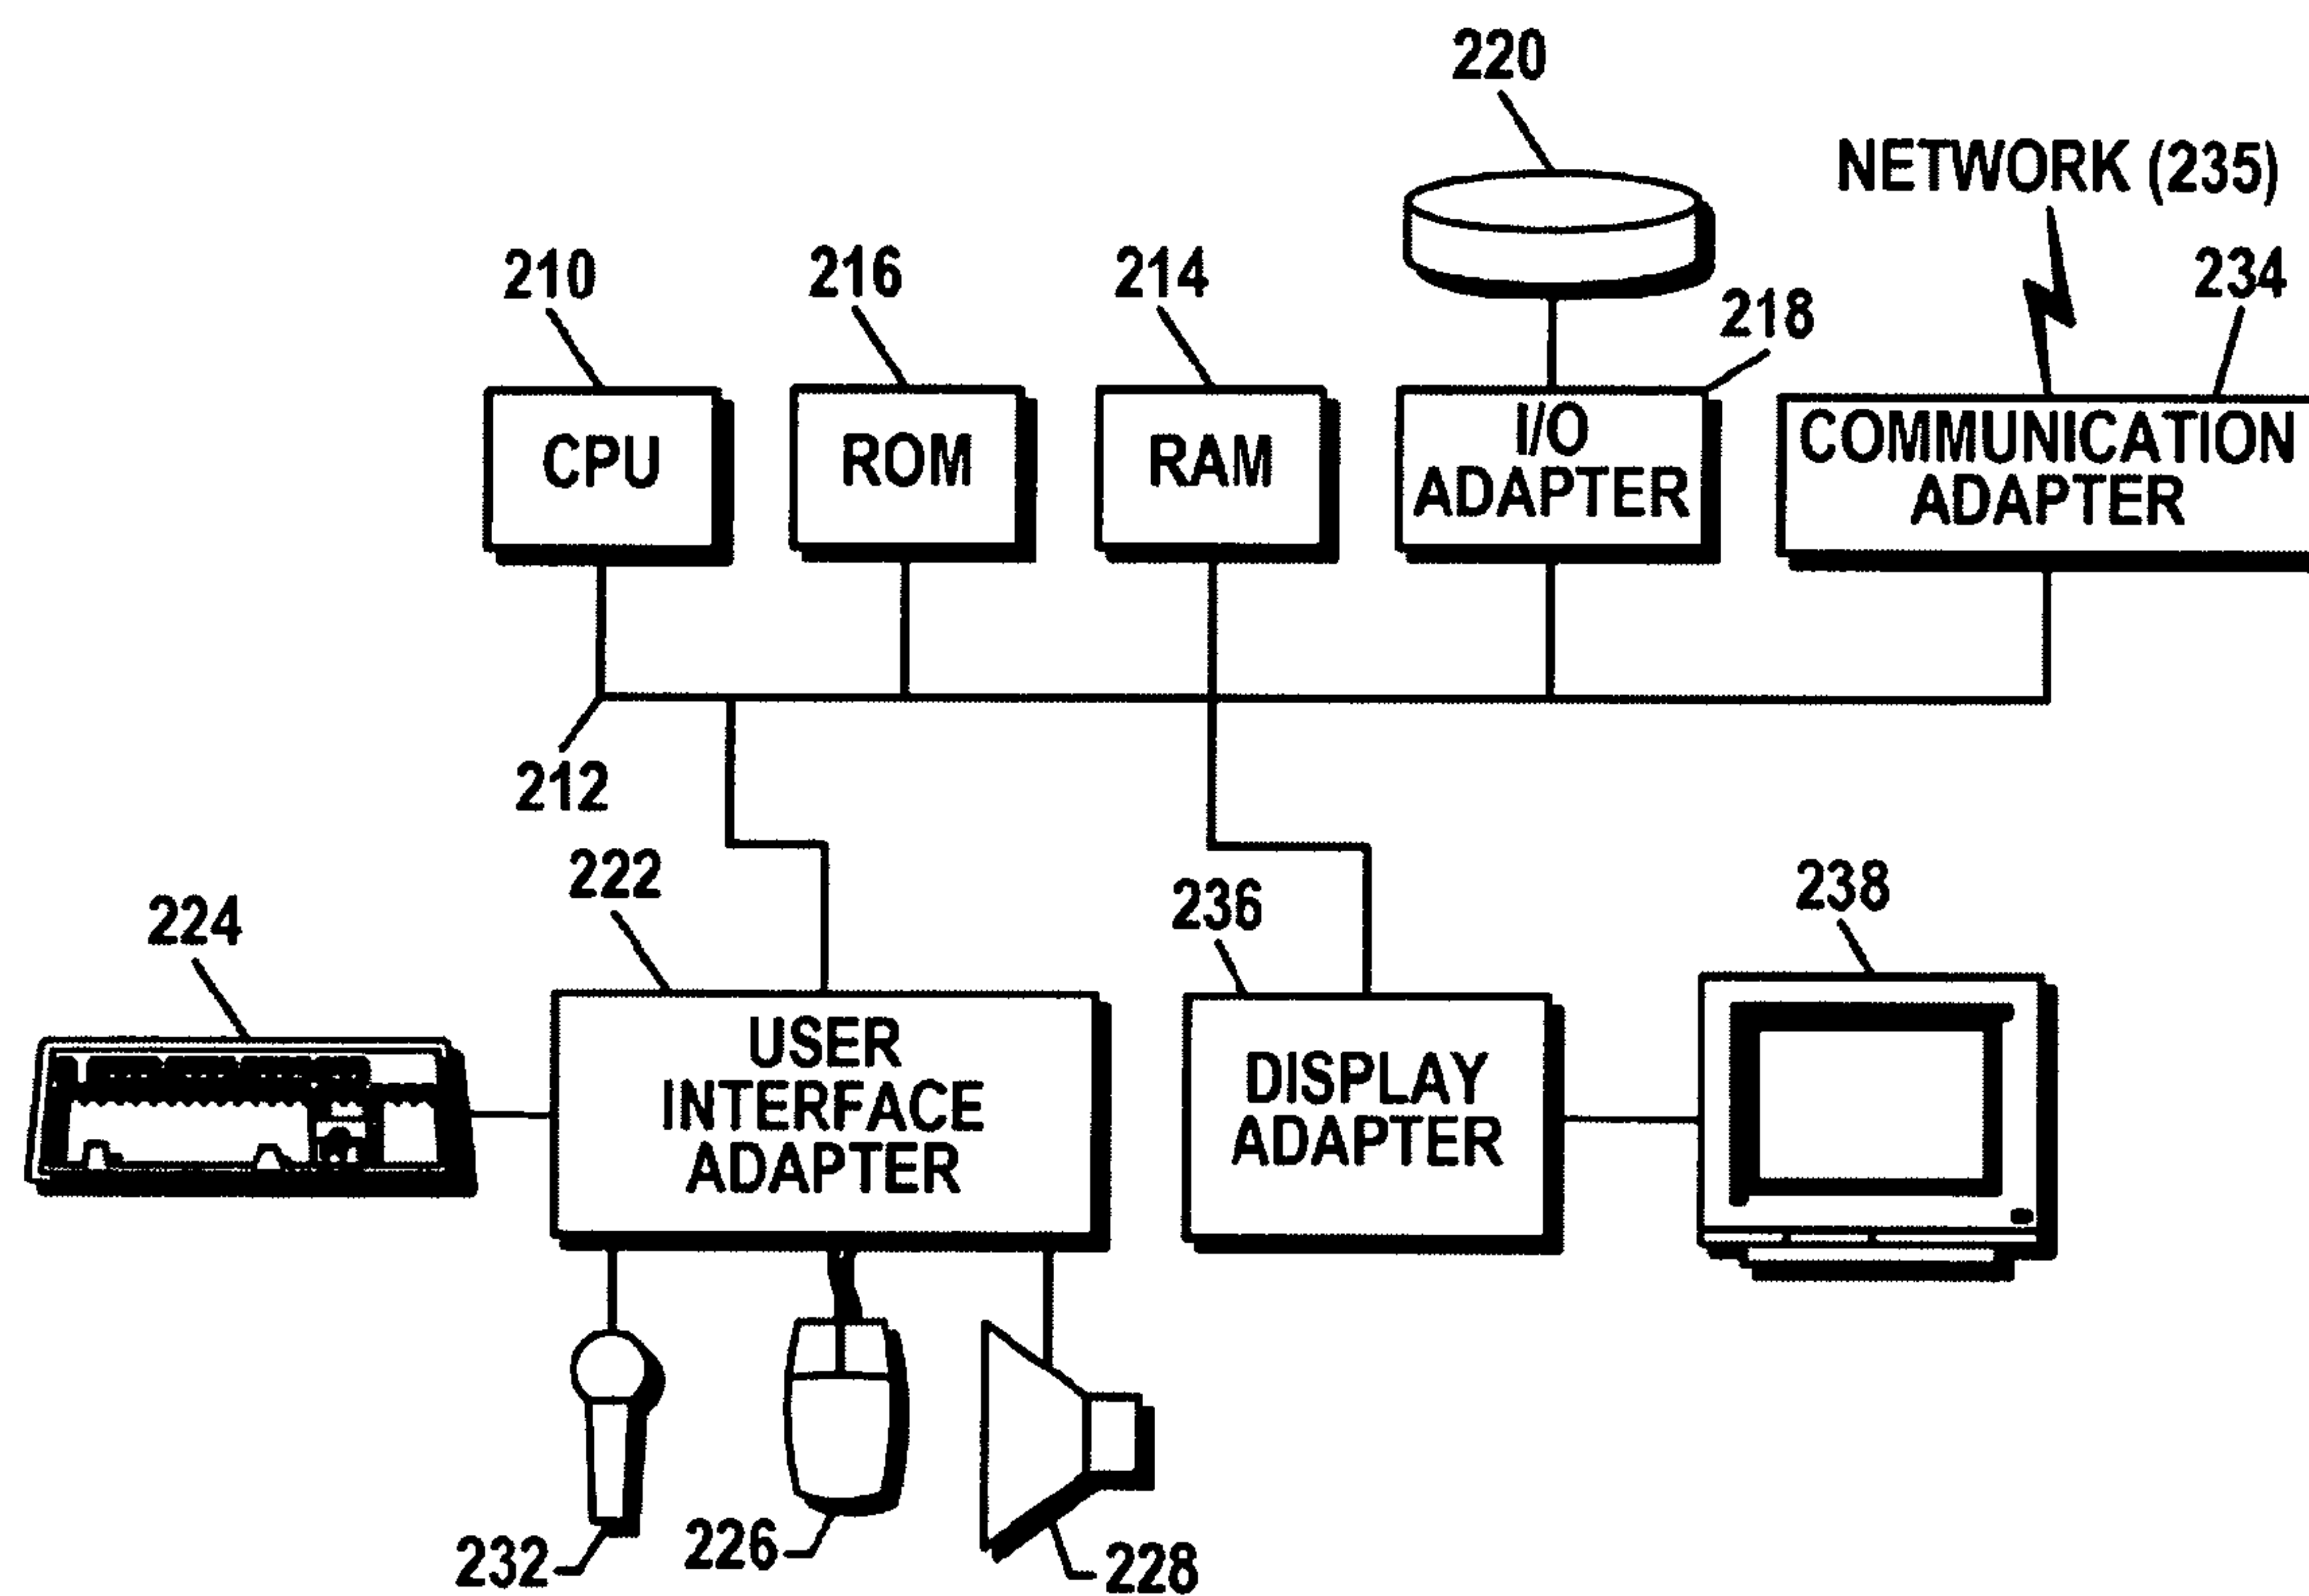 220
NETWORK (235)
210
216
214
218
234
CPU
ROM
RAM
I/O
ADAPTER
COMMUNICATION
ADAPTER
212
222
236
238
224
USER
INTERFACE
ADAPTER
DISPLAY
ADAPTER
232
226
228